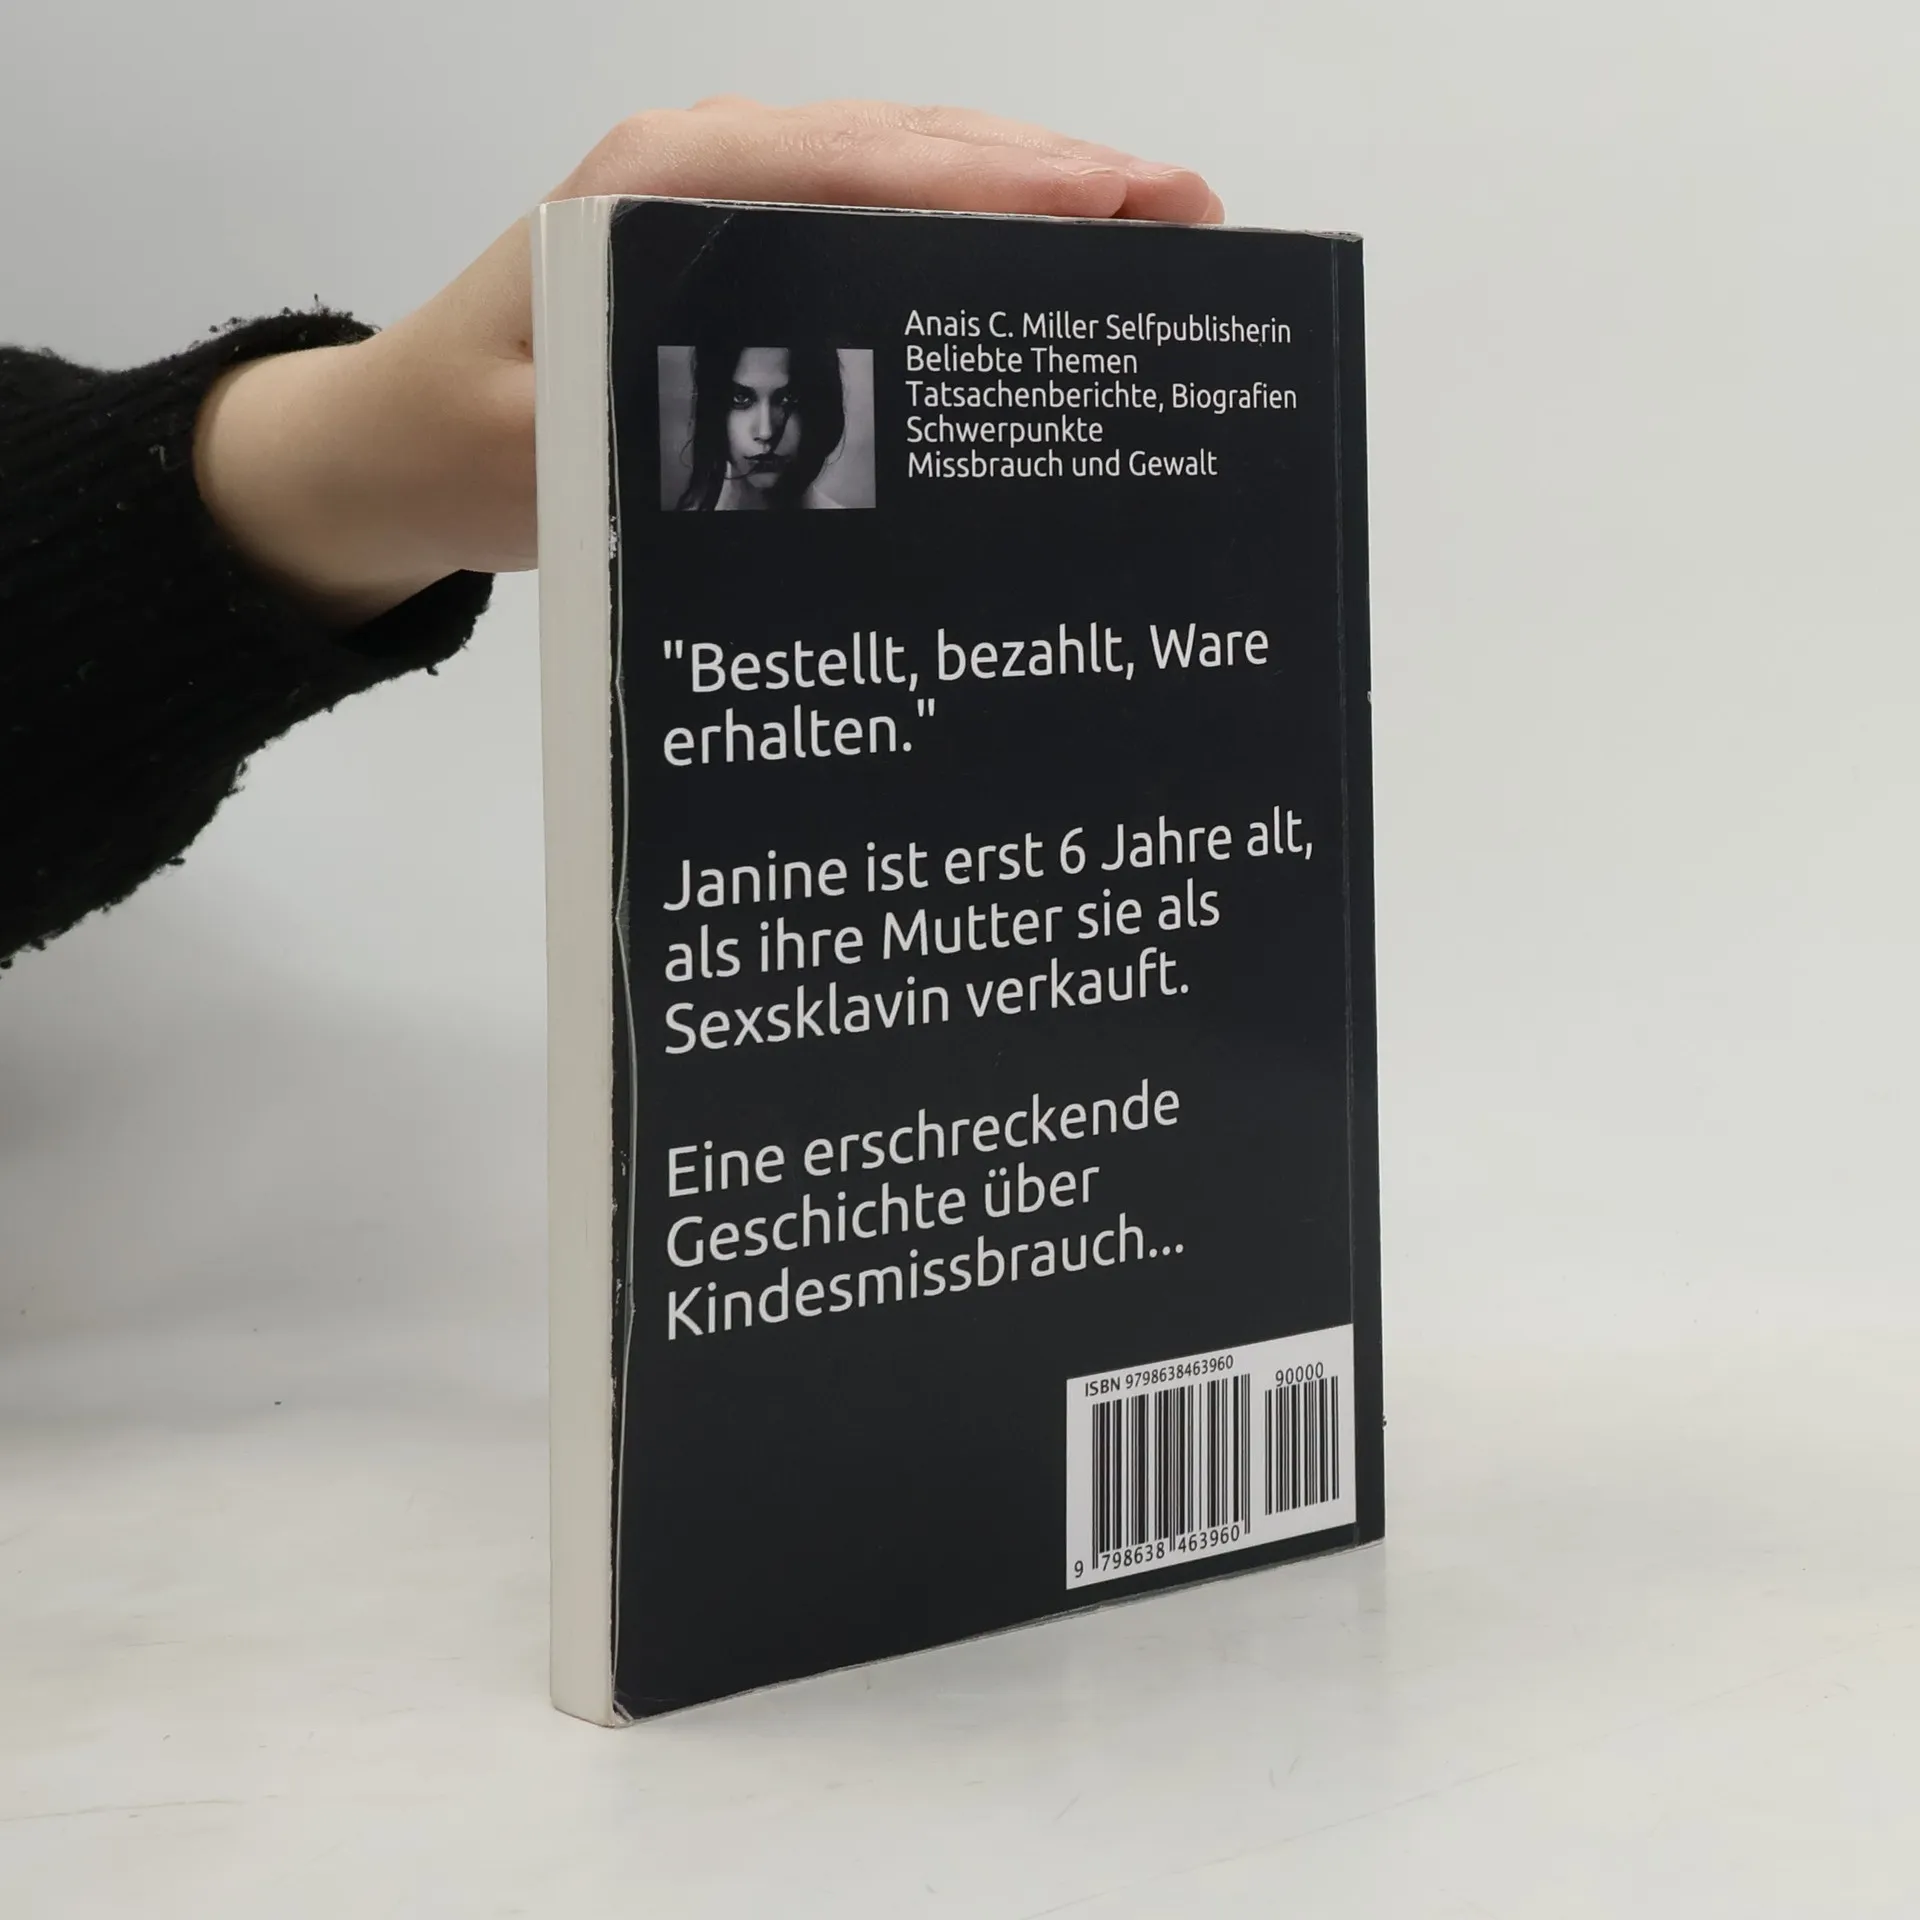 Anais C. Miller Selfpublisherin
Beliebte Themen
Tatsachenberichte, Biografien
Schwerpunkte
Missbrauch und Gewalt
"Bestellt, bezahlt, Ware
erhalten."
Janine ist erst 6 Jahre alt,
als ihre Mutter sie als
Sexsklavin verkauft.
Eine erschreckende
Geschichte über
Kindesmissbrauch...
ISBN 9798638463960
90000
9 798638 463960